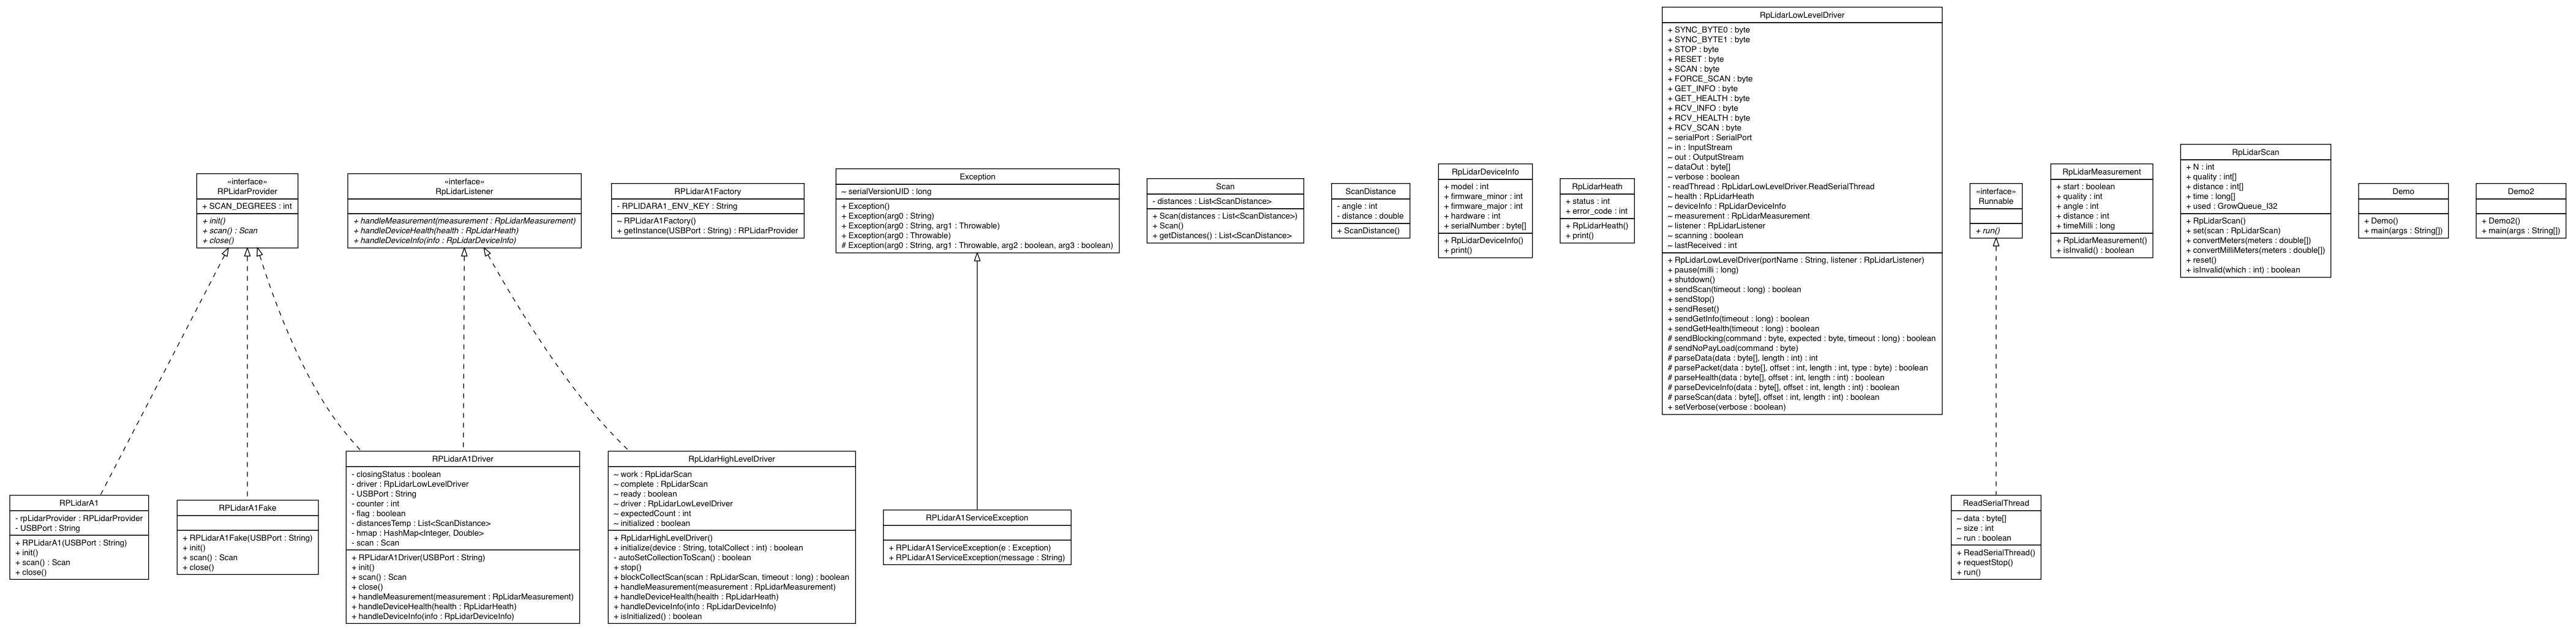 «interface»
RPLidarProvider
+ SCAN_DEGREES : int
+ init()
+ scan() : Scan
+ close()
«interface»
RpLidarListener
+ handleMeasurement(measurement : RpLidarMeasurement)
+ handleDeviceHealth(health : RpLidarHeath)
+ handleDeviceInfo(info : RpLidarDeviceInfo)
RPLidarA1Factory
- RPLIDARA1_ENV_KEY : String
~ RPLidarA1Factory()
+ getInstance(USBPort : String) : RPLidarProvider
Exception
~ serialVersionUID : long
+ Exception()
+ Exception(arg0 : String)
+ Exception(arg0 : String, arg1 : Throwable)
+ Exception(arg0 : Throwable)
# Exception(arg0 : String, arg1 : Throwable, arg2 : boolean, arg3 : boolean)
Scan
- distances : List<ScanDistance>
+ Scan(distances : List<ScanDistance>)
+ Scan()
+ getDistances() : List<ScanDistance>
ScanDistance
- angle : int
- distance : double
+ ScanDistance()
RpLidarDeviceInfo
+ model : int
+ firmware_minor : int
+ firmware_major : int
+ hardware : int
+ serialNumber : byte[]
+ RpLidarDeviceInfo()
+ print()
RpLidarHeath
+ status : int
+ error_code : int
+ RpLidarHeath()
+ print()
RpLidarLowLevelDriver
+ SYNC_BYTE0 : byte
+ SYNC_BYTE1 : byte
+ STOP : byte
+ RESET : byte
+ SCAN : byte
+ FORCE_SCAN : byte
+ GET_INFO : byte
+ GET_HEALTH : byte
+ RCV_INFO : byte
+ RCV_HEALTH : byte
+ RCV_SCAN : byte
~ serialPort : SerialPort
~ in : InputStream
~ out : OutputStream
~ dataOut : byte[]
~ verbose : boolean
- readThread : RpLidarLowLevelDriver.ReadSerialThread
~ health : RpLidarHeath
~ deviceInfo : RpLidarDeviceInfo
~ measurement : RpLidarMeasurement
~ listener : RpLidarListener
~ scanning : boolean
~ lastReceived : int
+ RpLidarLowLevelDriver(portName : String, listener : RpLidarListener)
+ pause(milli : long)
+ shutdown()
+ sendScan(timeout : long) : boolean
+ sendStop()
+ sendReset()
+ sendGetInfo(timeout : long) : boolean
+ sendGetHealth(timeout : long) : boolean
# sendBlocking(command : byte, expected : byte, timeout : long) : boolean
# sendNoPayLoad(command : byte)
# parseData(data : byte[], length : int) : int
# parsePacket(data : byte[], offset : int, length : int, type : byte) : boolean
# parseHealth(data : byte[], offset : int, length : int) : boolean
# parseDeviceInfo(data : byte[], offset : int, length : int) : boolean
# parseScan(data : byte[], offset : int, length : int) : boolean
+ setVerbose(verbose : boolean)
«interface»
Runnable
+ run()
RpLidarMeasurement
+ start : boolean
+ quality : int
+ angle : int
+ distance : int
+ timeMilli : long
+ RpLidarMeasurement()
+ isInvalid() : boolean
RpLidarScan
+ N : int
+ quality : int[]
+ distance : int[]
+ time : long[]
+ used : GrowQueue_I32
+ RpLidarScan()
+ set(scan : RpLidarScan)
+ convertMeters(meters : double[])
+ convertMilliMeters(meters : double[])
+ reset()
+ isInvalid(which : int) : boolean
Demo
+ Demo()
+ main(args : String[])
Demo2
+ Demo2()
+ main(args : String[])
RPLidarA1
- rpLidarProvider : RPLidarProvider
- USBPort : String
+ RPLidarA1(USBPort : String)
+ init()
+ scan() : Scan
+ close()
RPLidarA1Fake
+ RPLidarA1Fake(USBPort : String)
+ init()
+ scan() : Scan
+ close()
RPLidarA1Driver
- closingStatus : boolean
- driver : RpLidarLowLevelDriver
- USBPort : String
- counter : int
- flag : boolean
- distancesTemp : List<ScanDistance>
- hmap : HashMap<Integer, Double>
- scan : Scan
+ RPLidarA1Driver(USBPort : String)
+ init()
+ scan() : Scan
+ close()
+ handleMeasurement(measurement : RpLidarMeasurement)
+ handleDeviceHealth(health : RpLidarHeath)
+ handleDeviceInfo(info : RpLidarDeviceInfo)
RpLidarHighLevelDriver
~ work : RpLidarScan
~ complete : RpLidarScan
~ ready : boolean
~ driver : RpLidarLowLevelDriver
~ expectedCount : int
~ initialized : boolean
+ RpLidarHighLevelDriver()
+ initialize(device : String, totalCollect : int) : boolean
- autoSetCollectionToScan() : boolean
+ stop()
+ blockCollectScan(scan : RpLidarScan, timeout : long) : boolean
+ handleMeasurement(measurement : RpLidarMeasurement)
+ handleDeviceHealth(health : RpLidarHeath)
+ handleDeviceInfo(info : RpLidarDeviceInfo)
+ isInitialized() : boolean
RPLidarA1ServiceException
+ RPLidarA1ServiceException(e : Exception)
+ RPLidarA1ServiceException(message : String)
ReadSerialThread
~ data : byte[]
~ size : int
~ run : boolean
+ ReadSerialThread()
+ requestStop()
+ run()